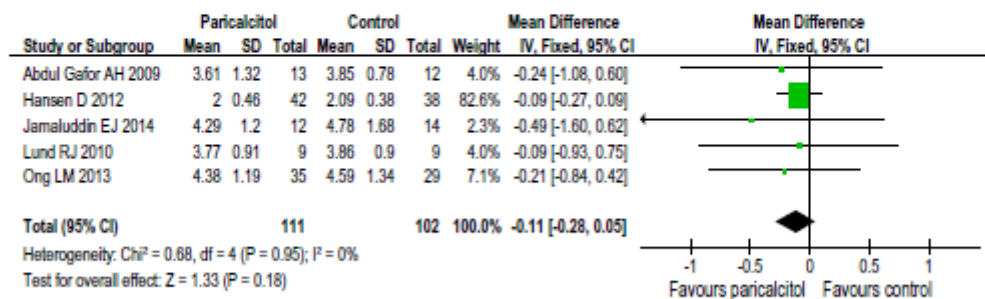 Paricalcitol Control Mean Difference Mean Difference
Study or Subgroup Mean SD Total Mean SD Total Weight IV, Fixed, 95% CI IV, Fixed, 95% CI
Abdul Gafor AH 2009 3.61 1.32 13 3.85 0.78 12 4.0% -0.24 [-1.08, 0.60]
Hansen D 2012 2 0.46 42 2.09 0.38 38 82.6% -0.09 [-0.27, 0.09]
Jamaluddin EJ 2014 4.29 1.2 12 4.78 1.68 14 2.3% -0.49 [-1.60, 0.62]
Lund RJ 2010 3.77 0.91 9 3.86 0.9 9 4.0% -0.09 [-0.93, 0.75]
Ong LM 2013 4.38 1.19 35 4.59 1.34 29 7.1% -0.21 [-0.84, 0.42]
Total (95% CI) 111 102 100.0% -0.11 [-0.28, 0.05]
Heterogeneity: Chi² = 0.68, df = 4 (P = 0.95); I² = 0%
Test for overall effect: Z = 1.33 (P = 0.18)
-1 -0.5 0 0.5 1
Favours paricalcitol Favours control